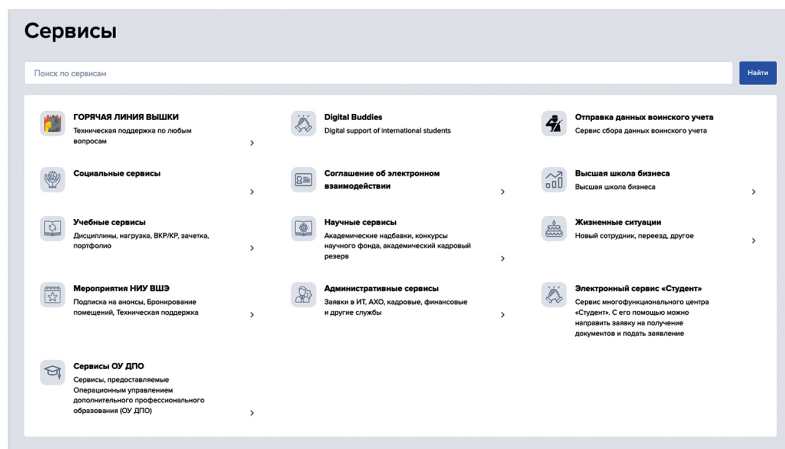 Сервисы
Поиск по сервисам
Найти
ГОРЯЧАЯ ЛИНИЯ ВЫШКИ
Техническая поддержка по любым
вопросам
Digital Buddies
Digital support of international students
Отправка данных воинского учета
Сервис сбора данных воинского учета
Социальные сервисы
Соглашение об электронном
взаимодействии
Высшая школа бизнеса
Высшая школа бизнеса
Учебные сервисы
Дисциплины, нагрузка, ВКР/КР, зачетка,
портфолио
Научные сервисы
Академические надбавки, конкурсы
научного фонда, академический кадровый
резерв
Жизненные ситуации
Новый сотрудник, переезд, другое
Мероприятия НИУ ВШЭ
Подписка на анонсы, Бронирование
помещений, Техническая поддержка
Административные сервисы
Заявки в ИТ, АХО, кадровые, финансовые
и другие службы
Электронный сервис «Студент»
Сервис многофункционального центра
«Студент». С его помощью можно
направить заявку на получение
документов и подать заявление
Сервисы ОУ ДПО
Сервисы, предоставляемые
Операционным управлением
дополнительного профессионального
образования (ОУ ДПО)